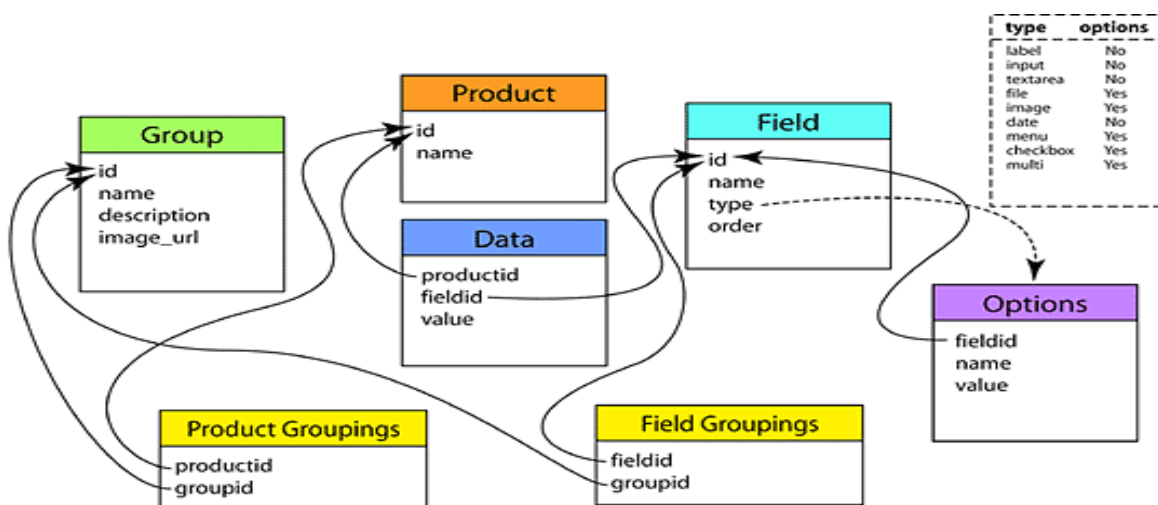 type options
label No
input No
textarea No
file Yes
image Yes
date No
menu Yes
checkbox Yes
multi Yes
Group
id
name
description
image_url
Product
id
name
Field
id
name
type
order
Data
productid
fieldid
value
Options
fieldid
name
value
Product Groupings
productid
groupid
Field Groupings
fieldid
groupid